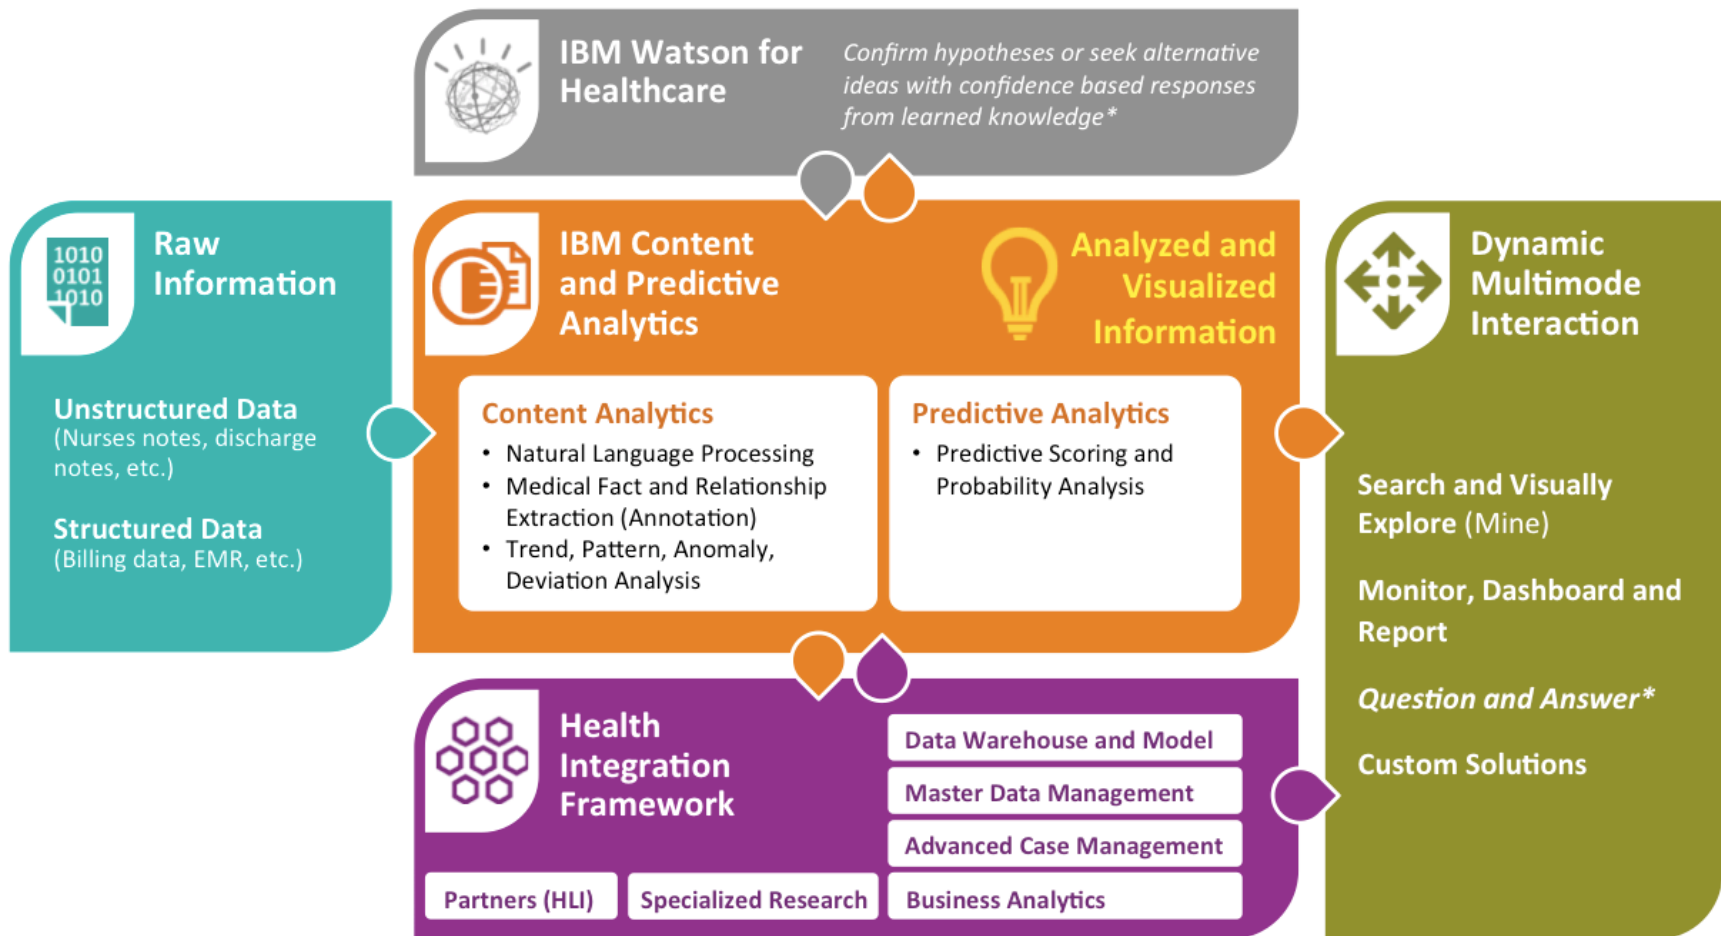 IBM Watson for
Healthcare
Confirm hypotheses or seek alternative
ideas with confidence based responses
from learned knowledge*
1010
0101
1010
Raw
Information
Unstructured Data
(Nurses notes, discharge
notes, etc.)
Structured Data
(Billing data, EMR, etc.)
IBM Content
and Predictive
Analytics
Analyzed and
Visualized
Information
Content Analytics
• Natural Language Processing
• Medical Fact and Relationship
Extraction (Annotation)
• Trend, Pattern, Anomaly,
Deviation Analysis
Predictive Analytics
• Predictive Scoring and
Probability Analysis
Dynamic
Multimode
Interaction
Search and Visually
Explore (Mine)
Monitor, Dashboard and
Report
Question and Answer*
Custom Solutions
Health
Integration
Framework
Data Warehouse and Model
Master Data Management
Advanced Case Management
Partners (HLI)
Specialized Research
Business Analytics